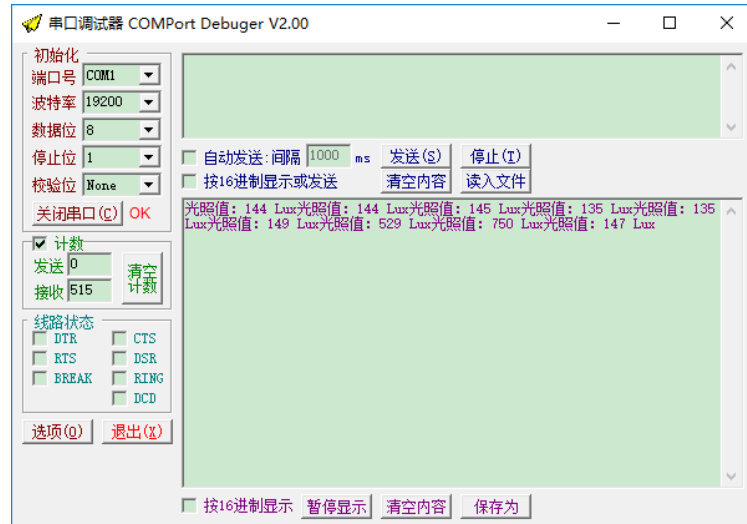 串口调试器 COMPort Debuger V2.00
初始化
端口号 COM1
波特率 19200
数据位 8
停止位 1
校验位 None
关闭串口(C) OK
计数
发送 0
接收 515
清空
计数
线路状态
DTR CTS
RTS DSR
BREAK RING
DCD
选项(O) 退出(X)
自动发送:间隔 1000 ms 发送(S) 停止(T)
按16进制显示或发送 清空内容 读入文件
光照值: 144 Lux光照值: 144 Lux光照值: 145 Lux光照值: 135 Lux光照值: 135
Lux光照值: 149 Lux光照值: 529 Lux光照值: 750 Lux光照值: 147 Lux
按16进制显示 暂停显示 清空内容 保存为